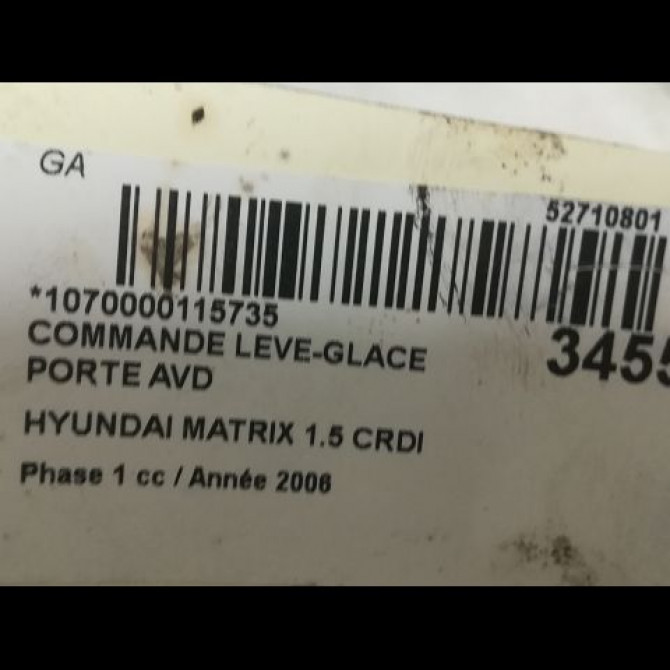 GA
52710801
*1070000115735
COMMANDE LEVE-GLACE
3455
PORTE AVD
HYUNDAI MATRIX 1.5 CRDI
Phase 1 cc / Année 2006